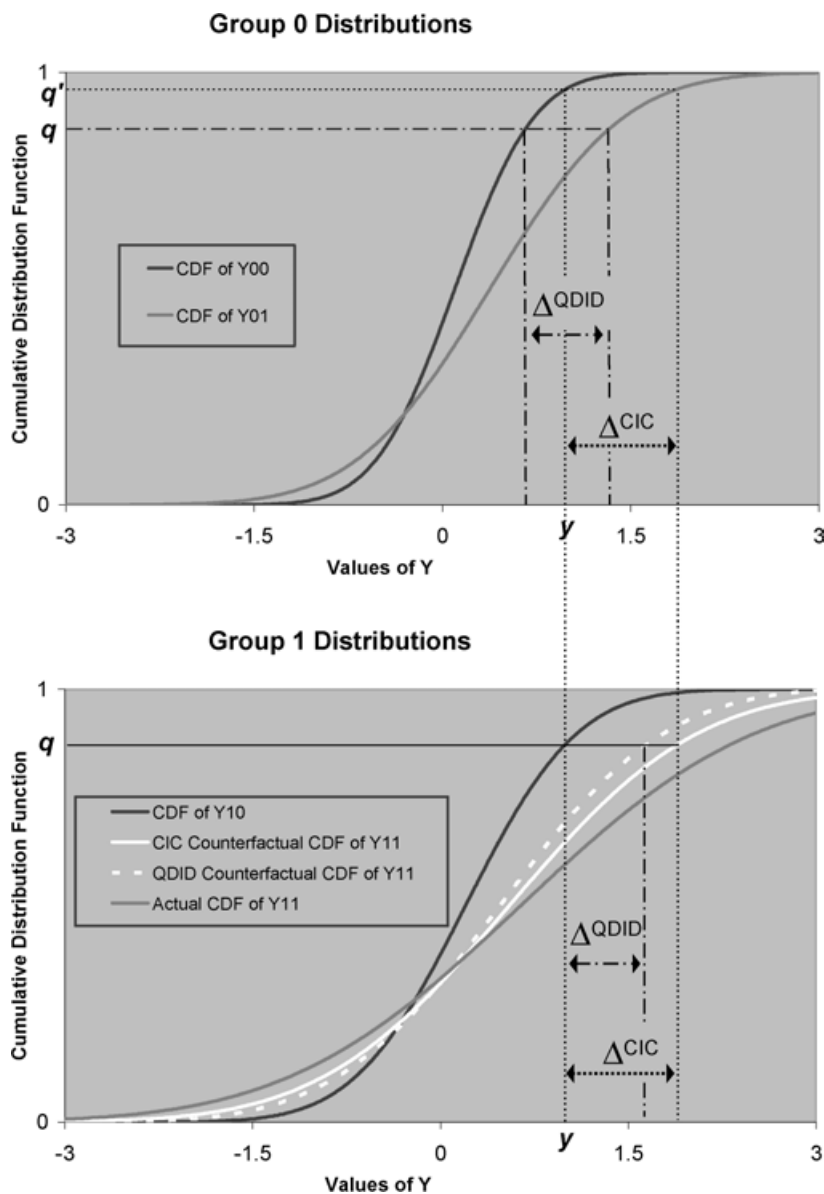 Group 0 Distributions
1
q'
q
Cumulative Distribution Function
CDF of Y00
CDF of Y01
Δ^QDID
Δ^CIC
0
-3
-1.5
0
y
1.5
3
Values of Y
Group 1 Distributions
1
q
Cumulative Distribution Function
CDF of Y10
CIC Counterfactual CDF of Y11
QDID Counterfactual CDF of Y11
Actual CDF of Y11
Δ^QDID
Δ^CIC
0
-3
-1.5
0
y
1.5
3
Values of Y